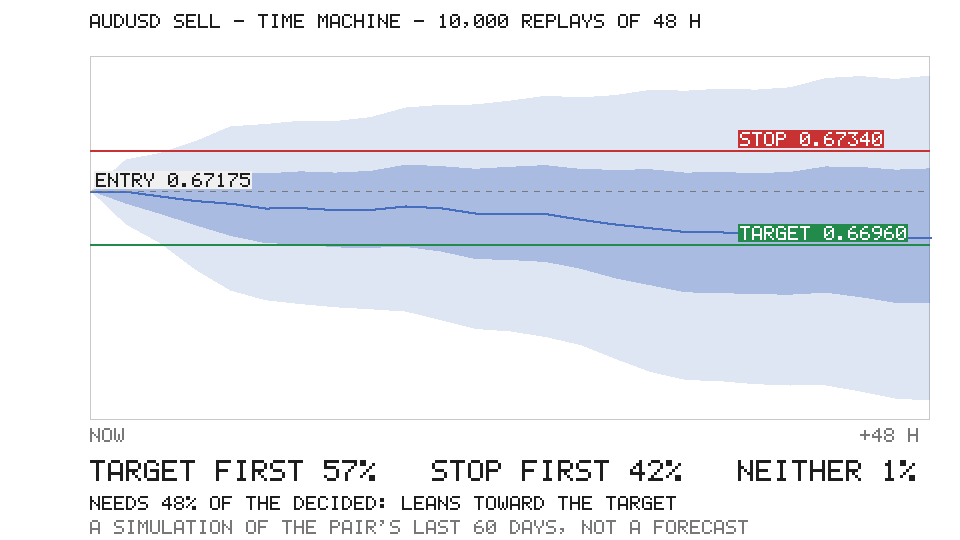 AUDUSD SELL – TIME MACHINE – 10,000 REPLAYS OF 48 H
STOP 0.67340
ENTRY 0.67175
TARGET 0.66960
NOW
+48 H
TARGET FIRST 57% STOP FIRST 42% NEITHER 1%
NEEDS 48% OF THE DECIDED: LEANS TOWARD THE TARGET
A SIMULATION OF THE PAIR'S LAST 60 DAYS, NOT A FORECAST